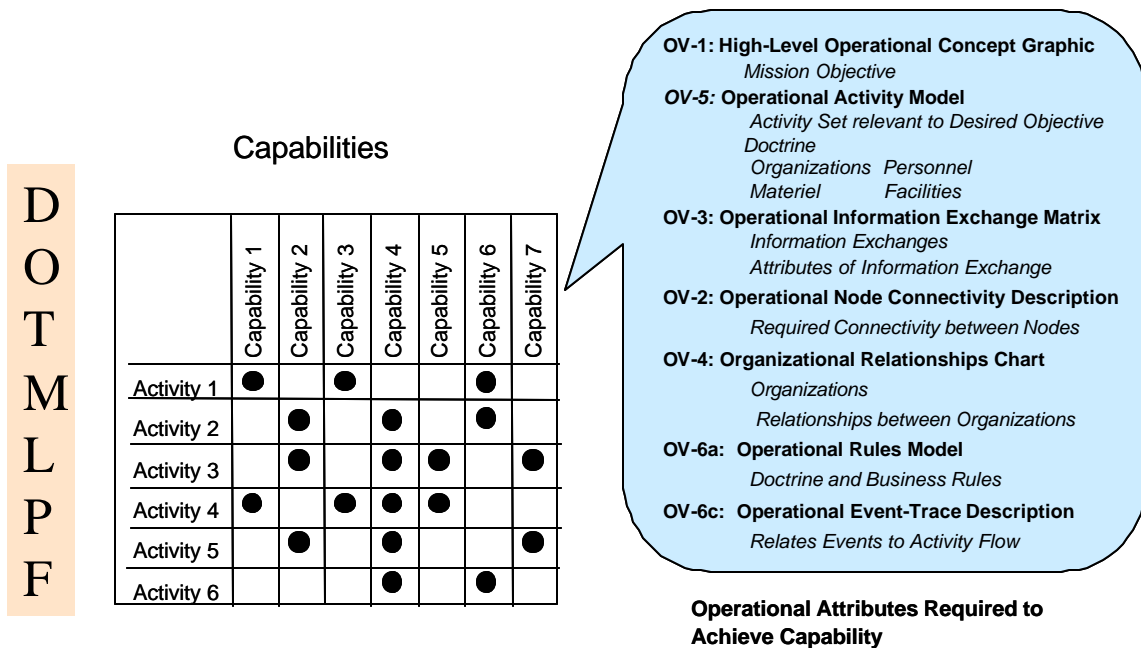 D
O
T
M
L
P
F
Capabilities
Capability 1
Capability 2
Capability 3
Capability 4
Capability 5
Capability 6
Capability 7
Activity 1
Activity 2
Activity 3
Activity 4
Activity 5
Activity 6
OV-1: High-Level Operational Concept Graphic
Mission Objective
OV-5: Operational Activity Model
Activity Set relevant to Desired Objective
Doctrine
Organizations Personnel
Materiel Facilities
OV-3: Operational Information Exchange Matrix
Information Exchanges
Attributes of Information Exchange
OV-2: Operational Node Connectivity Description
Required Connectivity between Nodes
OV-4: Organizational Relationships Chart
Organizations
Relationships between Organizations
OV-6a: Operational Rules Model
Doctrine and Business Rules
OV-6c: Operational Event-Trace Description
Relates Events to Activity Flow
Operational Attributes Required to
Achieve Capability